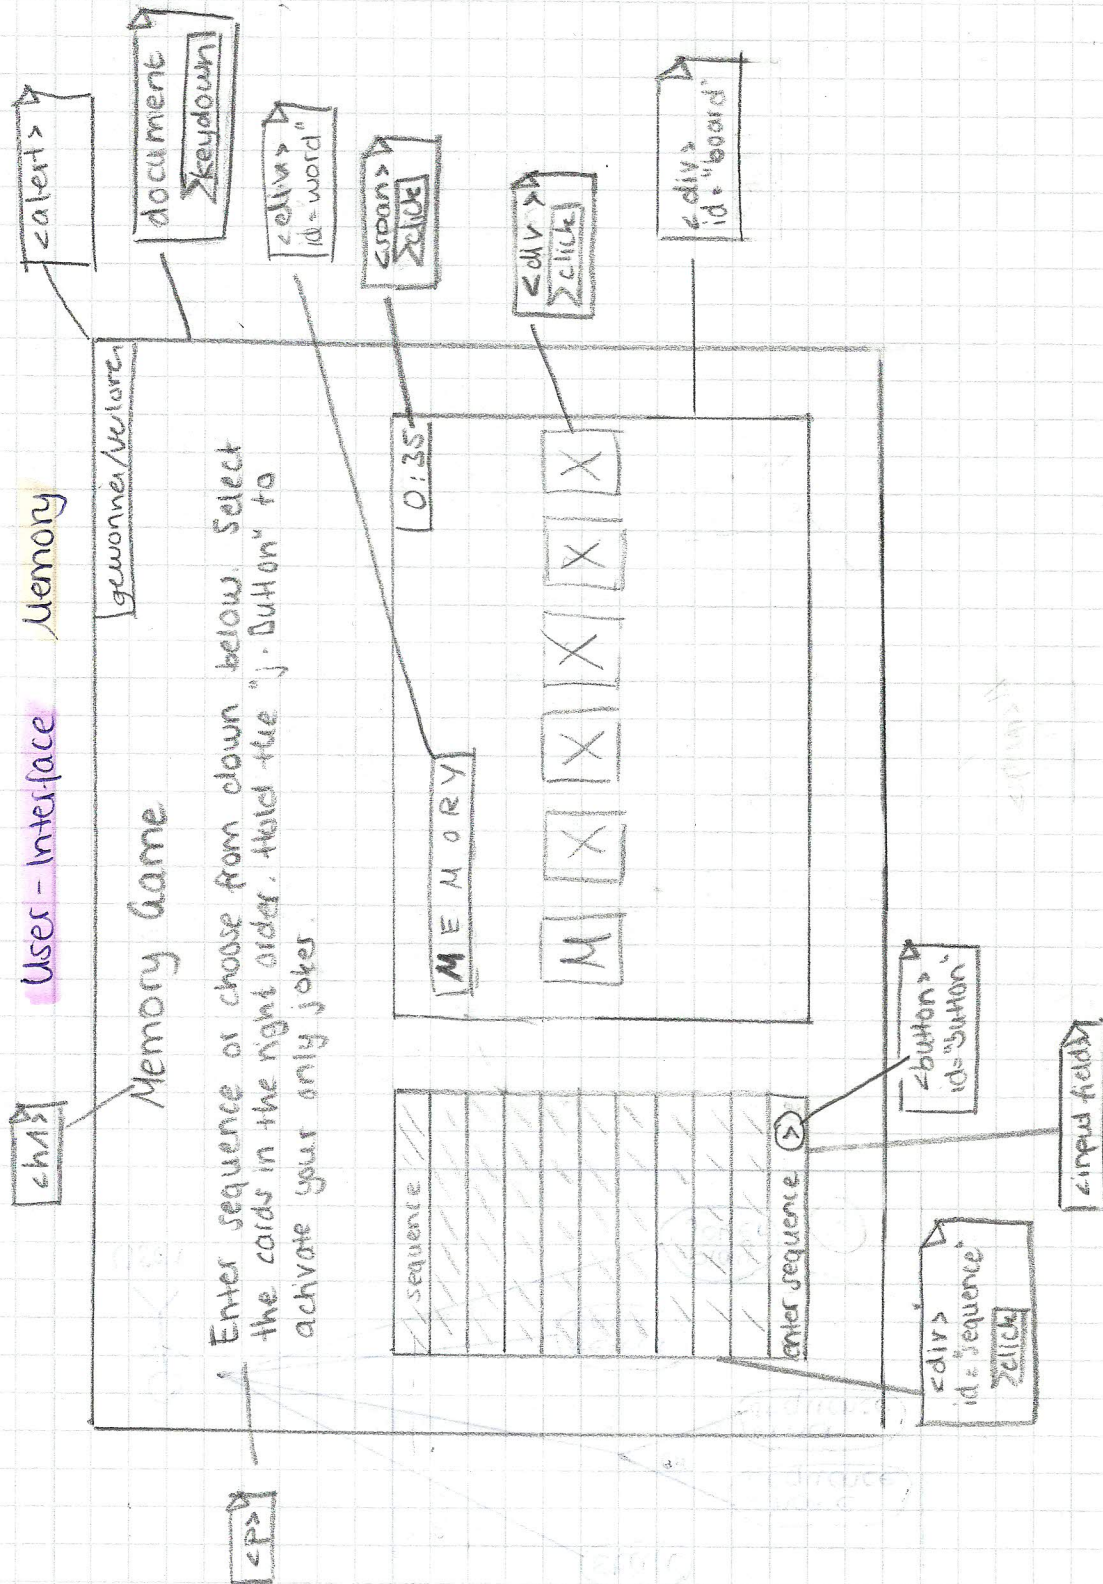 User-Interface Memory
<h1>
<alert>
document
keydown
gewonnen/verloren
Memory Game
<p>
Enter sequence or choose from down below. Select
the cards in the right order. Hold the "j-Button" to
activate your only joker.
<div>
id="word"
sequence
MEMORY
0:35
<span>
click
M X X X X X
<div>
click
enter sequence >
<div>
id="board"
<div>
id="sequence"
click
<button>
id="button"
<input field>